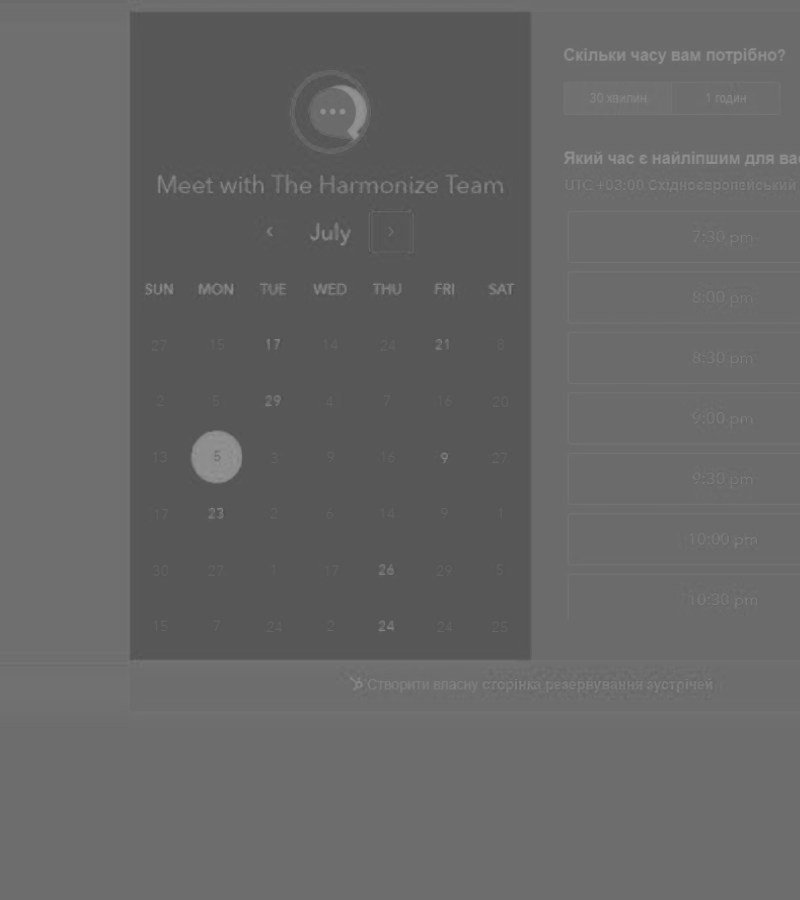 Meet with The Harmonize Team
‹ July ›
SUN MON TUE WED THU FRI SAT
27 15 17 14 24 21 8
2 5 29 4 7 16 20
13 5 3 9 16 9 27
17 23 2 6 14 9 1
30 27 1 17 26 29 5
15 7 24 2 24 24 25
Скільки часу вам потрібно?
30 хвилин 1 годин
Який час є найліпшим для вас
UTC +03:00 Східноєвропейський
7:30 pm
8:00 pm
8:30 pm
9:00 pm
9:30 pm
10:00 pm
10:30 pm
Створити власну сторінка резервування зустрічей